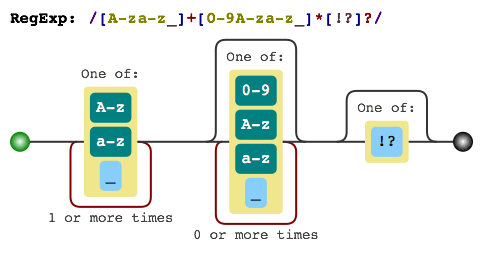 RegExp: /[A-za-z_]+[0-9A-za-z_]*[!?]?/
One of:
One of:
One of:
A-z
a-z
_
0-9
A-z
a-z
_
!?
1 or more times
0 or more times